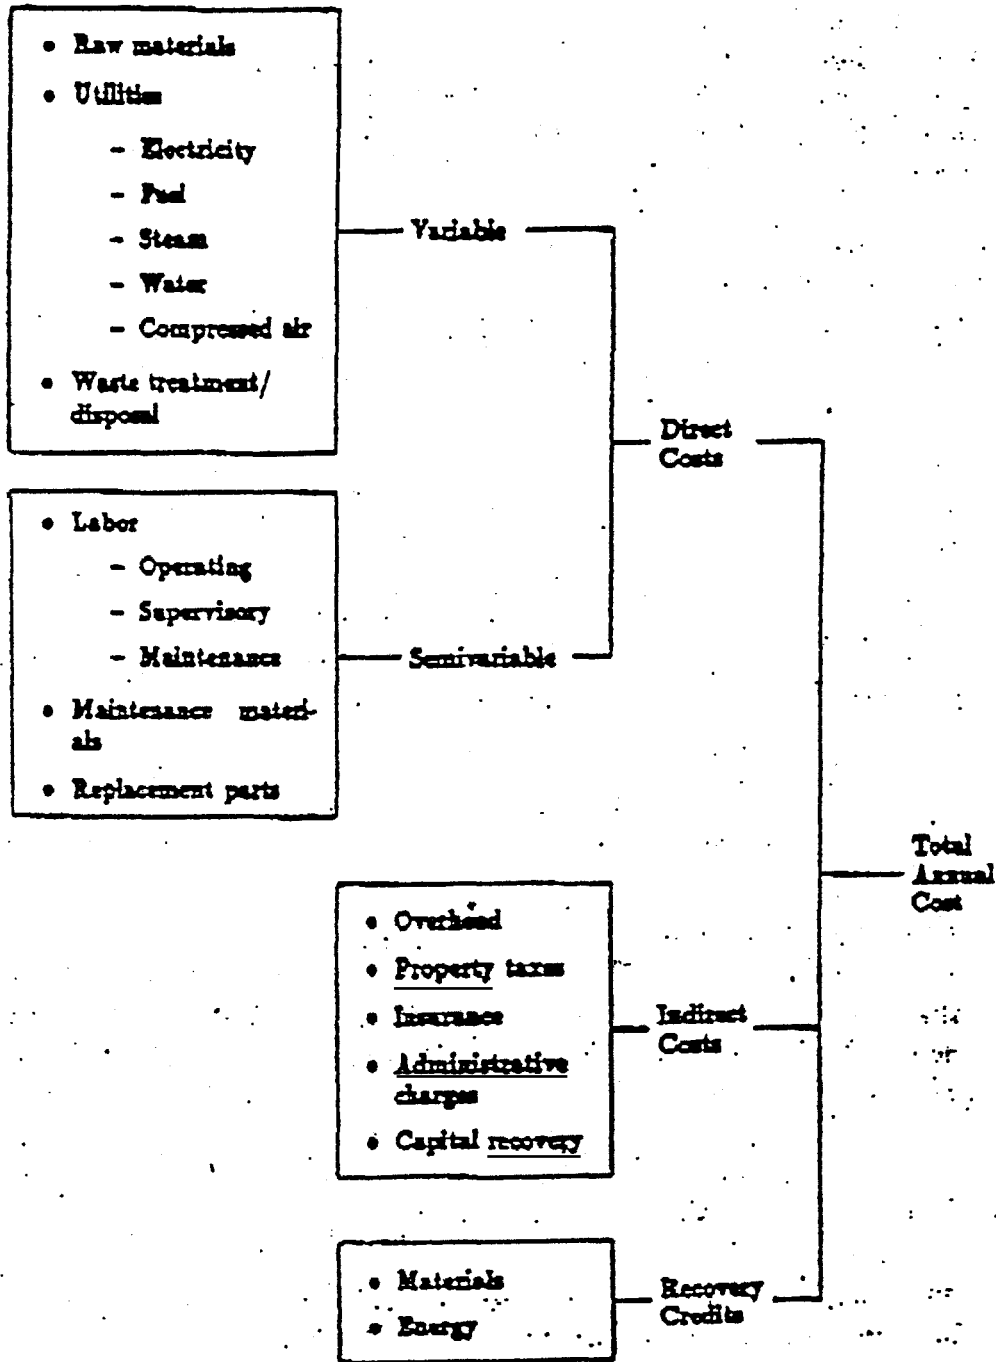 • Raw materials
• Utilities
– Electricity
– Fuel
– Steam
– Water
– Compressed air
• Waste treatment/
disposal
Variable
Direct
Costs
• Labor
– Operating
– Supervisory
– Maintenance
• Maintenance materi-
als
• Replacement parts
Semivariable
Total
Annual
Cost
• Overhead
• Property taxes
• Insurance
• Administrative
charges
• Capital recovery
Indirect
Costs
• Materials
• Energy
Recovery
Credits